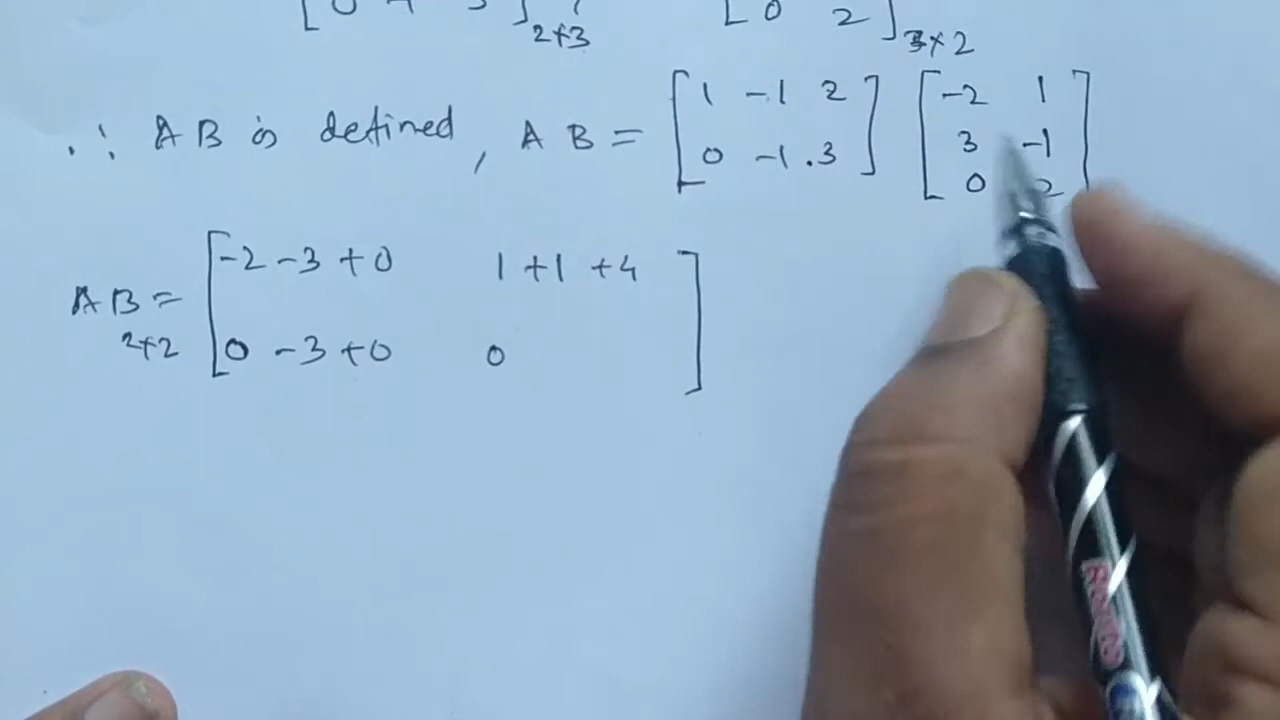 2×3 3×2
∴ AB is defined, AB = [ 1 -1 2 ] [ -2 1 ]
[ 0 -1 .3 ] [ 3 -1 ]
[ 0 2 ]
AB = [ -2 -3 +0 1 +1 +4 ]
2×2 [ 0 -3 +0 0 ]